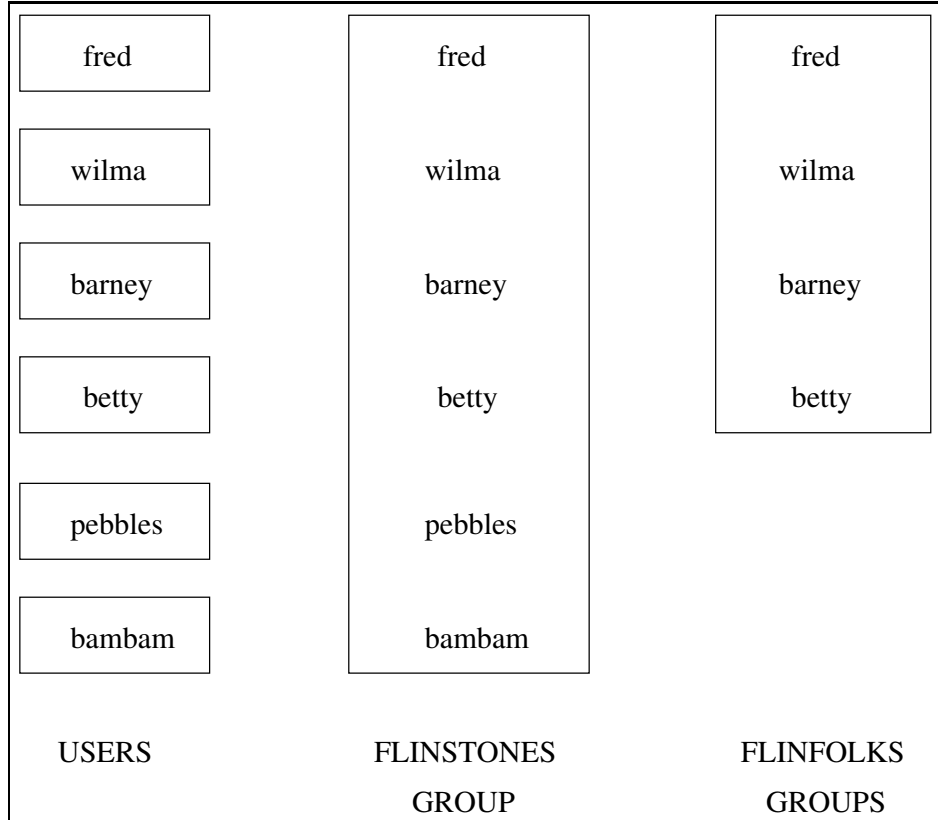 fred fred fred
wilma wilma wilma
barney barney barney
betty betty betty
pebbles pebbles
bambam bambam
USERS FLINSTONES FLINFOLKS
GROUP GROUPS